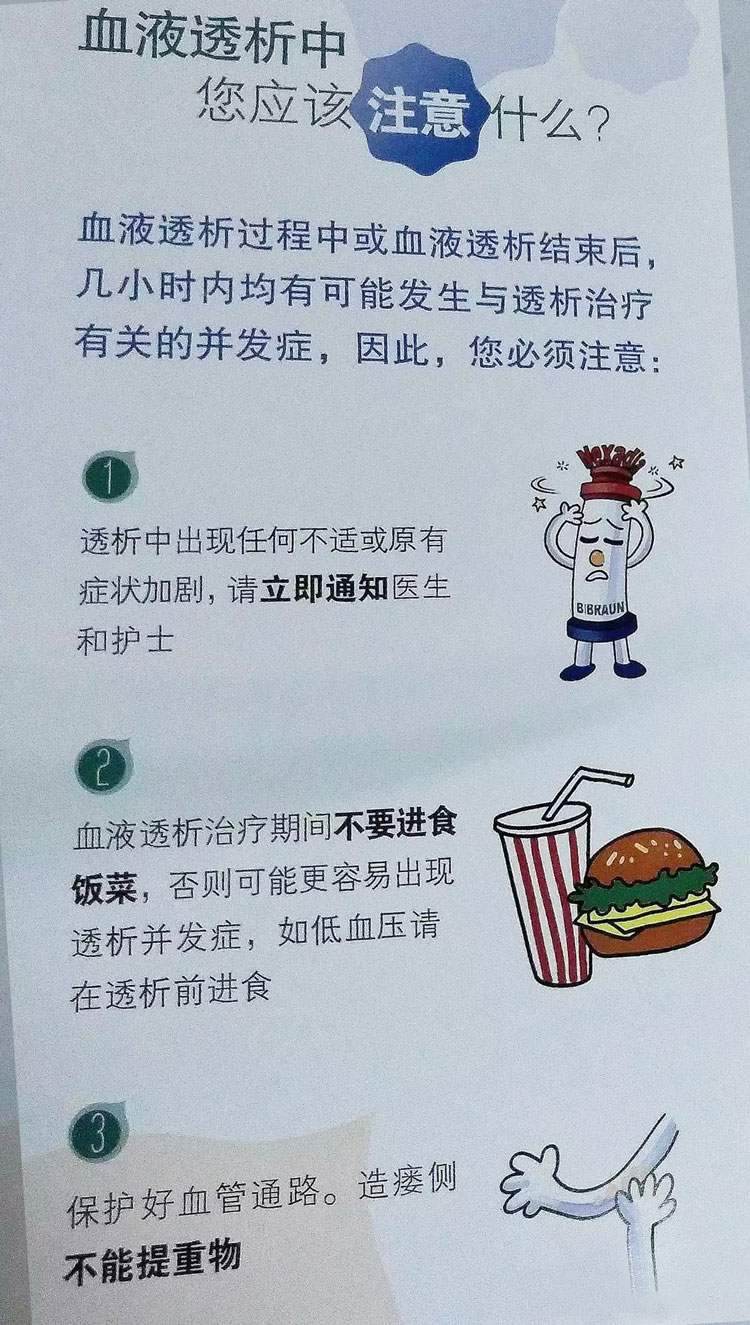 血液透析中
您应该注意什么?
血液透析过程中或血液透析结束后,
几小时内均有可能发生与透析治疗
有关的并发症,因此,您必须注意:
1
透析中出现任何不适或原有
症状加剧,请立即通知医生
和护士
Nexadia
B|BRAUN
2
血液透析治疗期间不要进食
饭菜,否则可能更容易出现
透析并发症,如低血压请
在透析前进食
3
保护好血管通路。造瘘侧
不能提重物